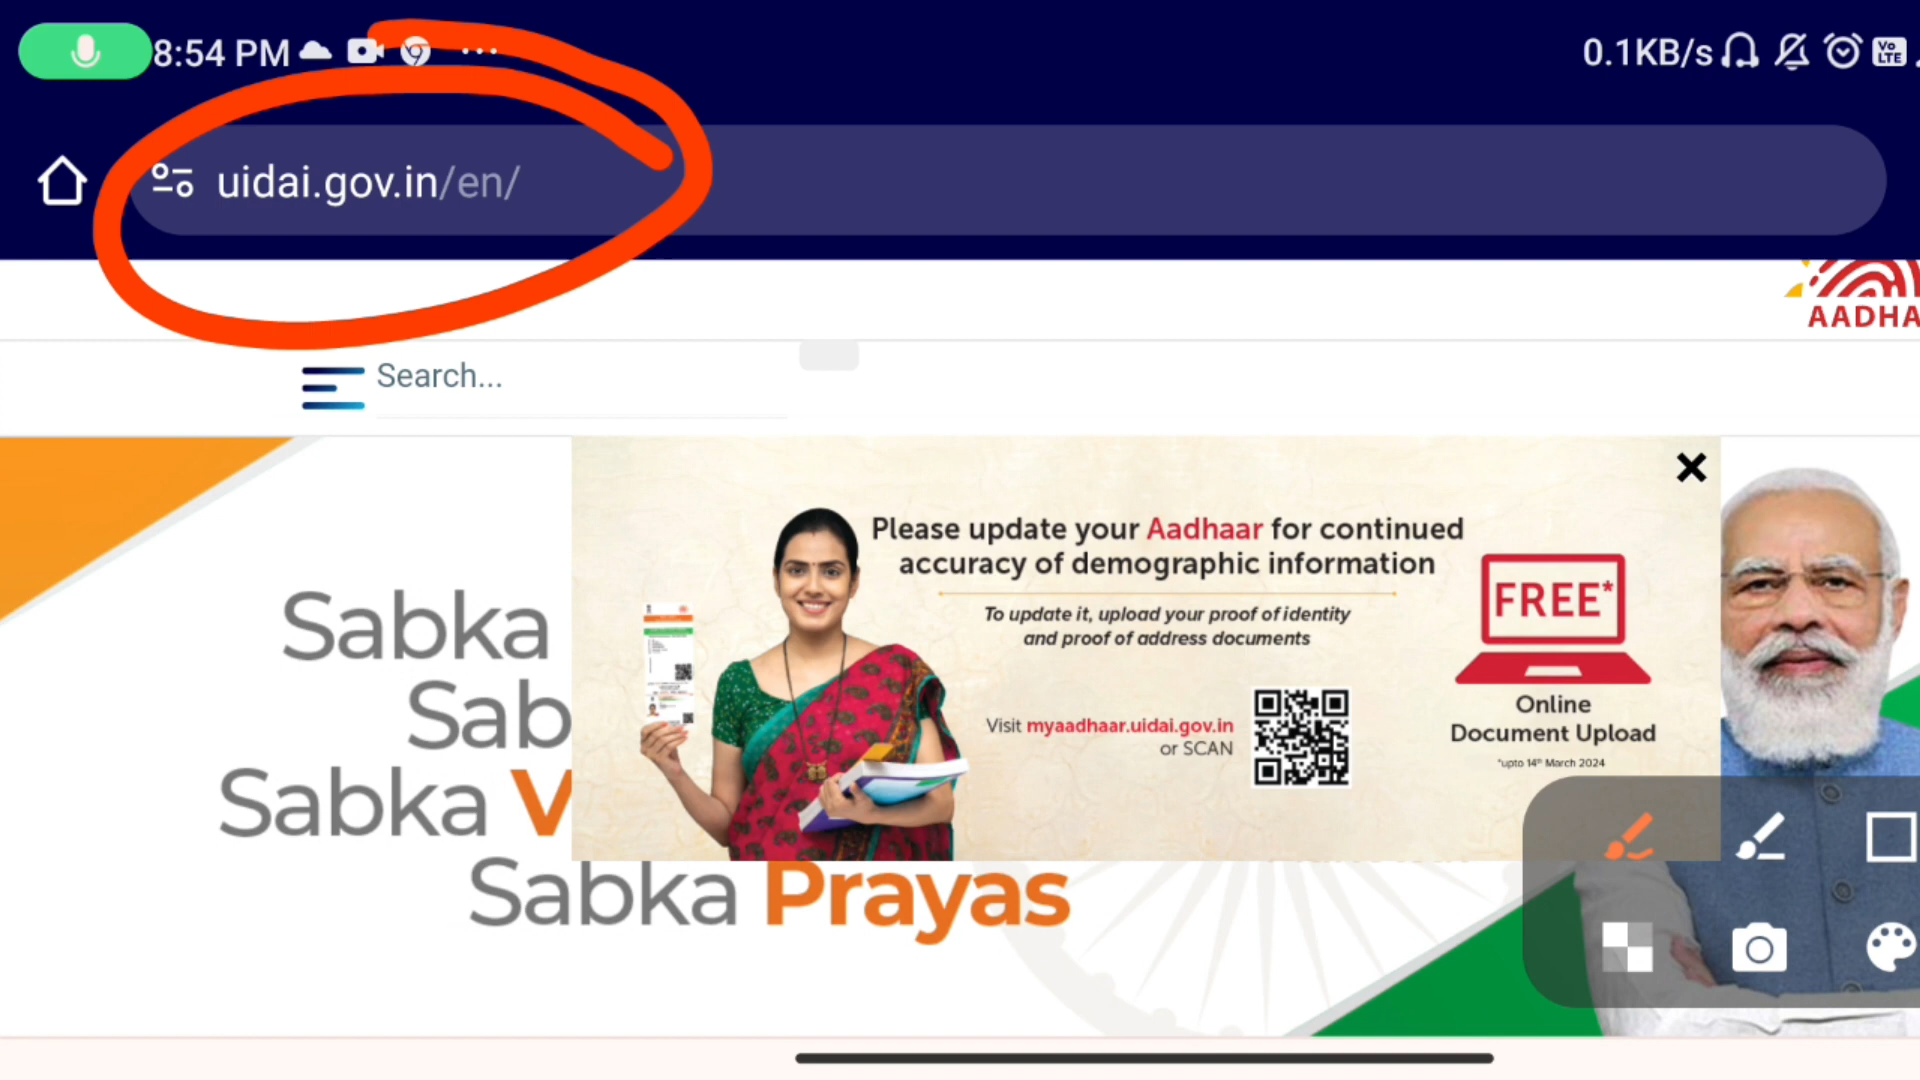 8:54 PM
0.1KB/s
Vo
LTE
uidai.gov.in/en/
AADHA
Search...
Please update your Aadhaar for continued
accuracy of demographic information
To update it, upload your proof of identity
and proof of address documents
Visit myaadhaar.uidai.gov.in
or SCAN
FREE*
Online
Document Upload
*upto 14th March 2024
Sabka
Sab
Sabka V
Sabka Prayas